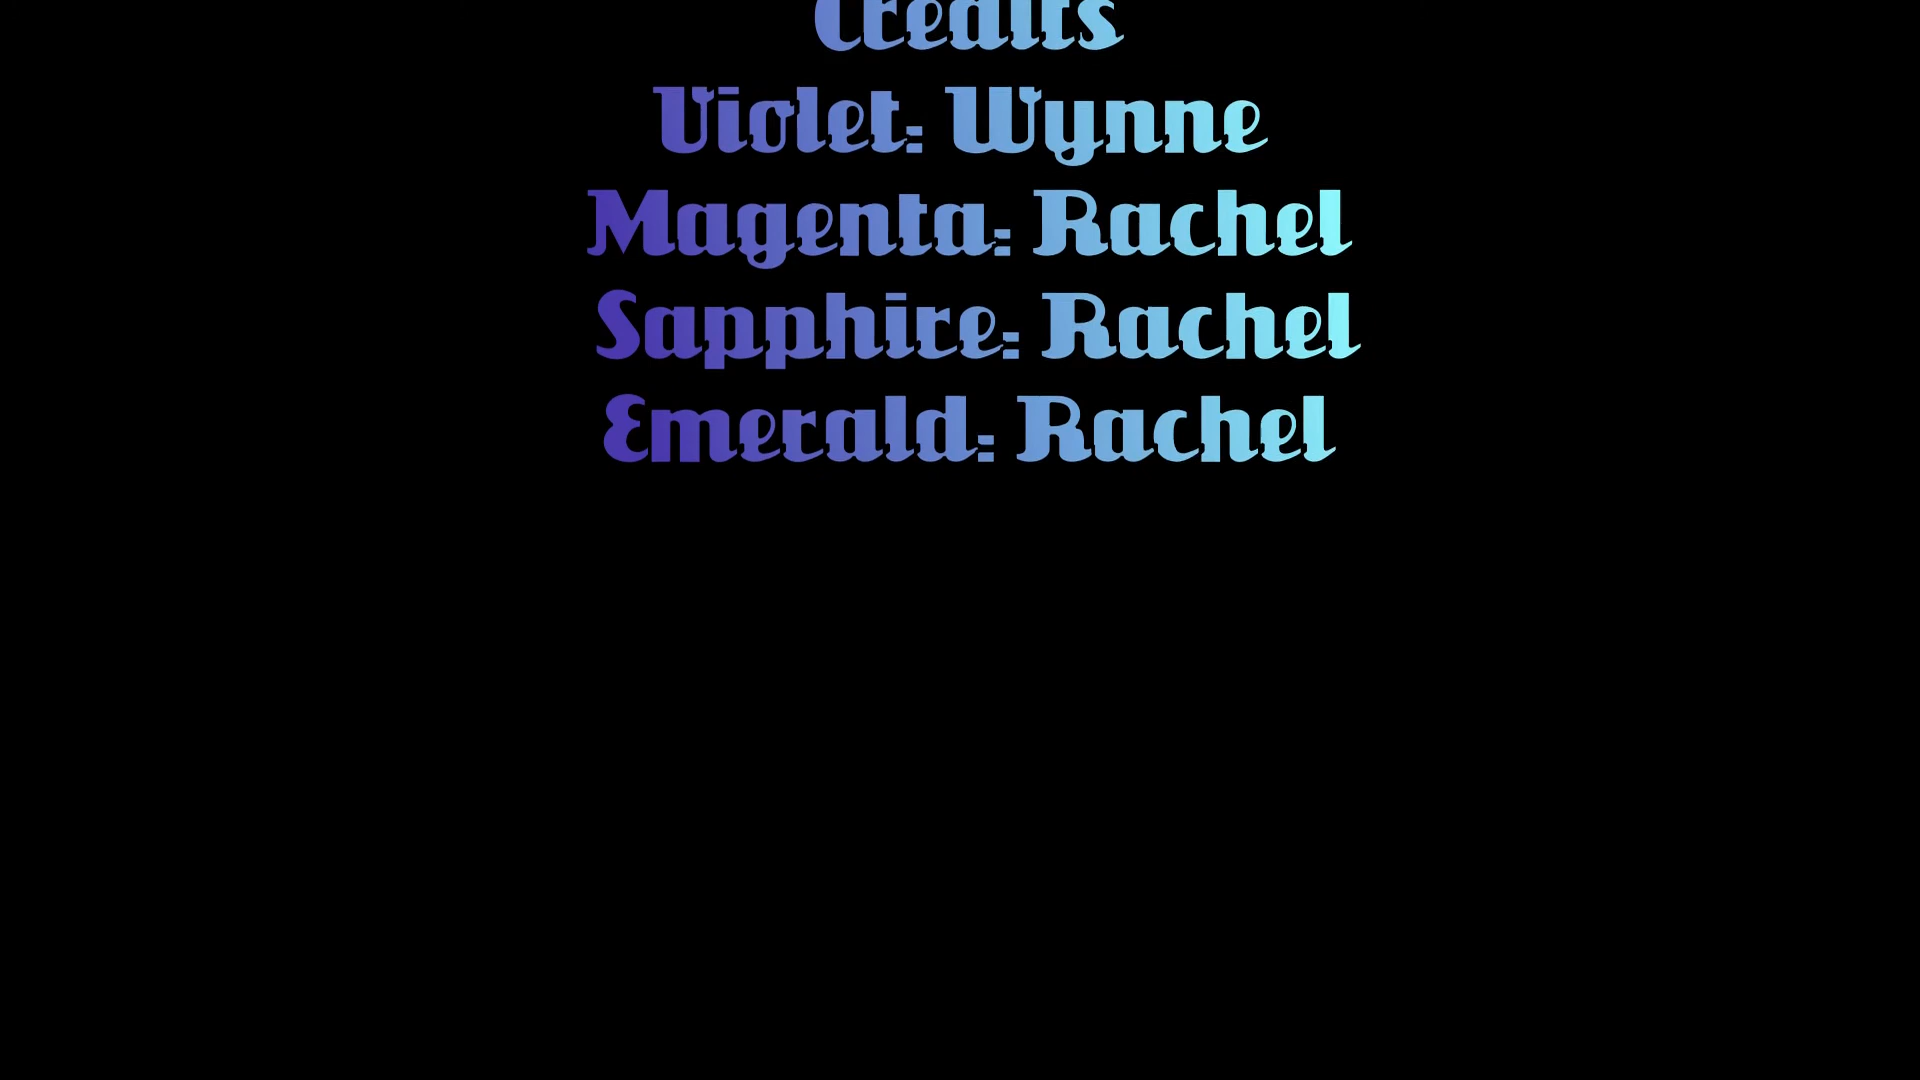 Credits
Violet: Wynne
Magenta: Rachel
Sapphire: Rachel
Emerald: Rachel